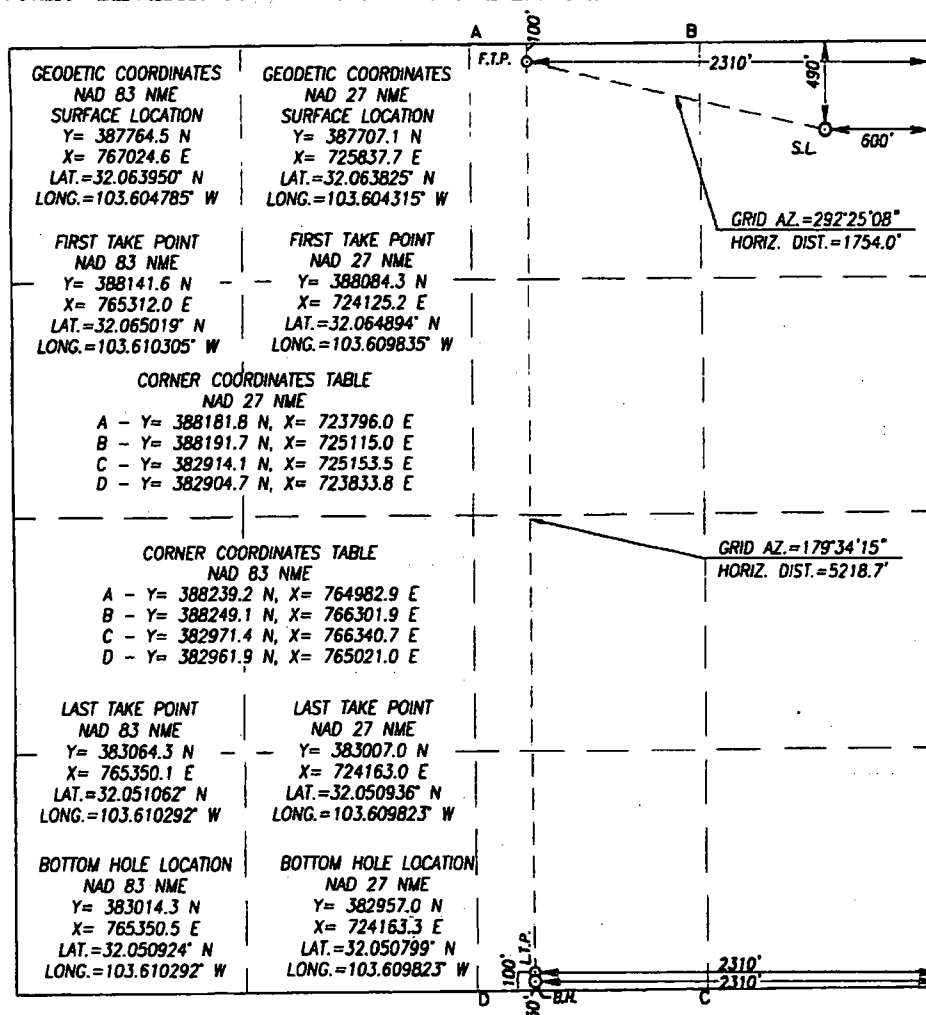 A
100'
B
F.T.P.
2310'
490'
S.L.
600'
GRID AZ.=292°25'08"
HORIZ. DIST.=1754.0'
GEODETIC COORDINATES
NAD 83 NME
SURFACE LOCATION
Y= 387764.5 N
X= 767024.6 E
LAT.=32.063950° N
LONG.=103.604785° W
GEODETIC COORDINATES
NAD 27 NME
SURFACE LOCATION
Y= 387707.1 N
X= 725837.7 E
LAT.=32.063825° N
LONG.=103.604315° W
FIRST TAKE POINT
NAD 83 NME
Y= 388141.6 N
X= 765312.0 E
LAT.=32.065019° N
LONG.=103.610305° W
FIRST TAKE POINT
NAD 27 NME
Y= 388084.3 N
X= 724125.2 E
LAT.=32.064894° N
LONG.=103.609835° W
CORNER COORDINATES TABLE
NAD 27 NME
A - Y= 388181.8 N, X= 723796.0 E
B - Y= 388191.7 N, X= 725115.0 E
C - Y= 382914.1 N, X= 725153.5 E
D - Y= 382904.7 N, X= 723833.8 E
GRID AZ.=179°34'15"
HORIZ. DIST.=5218.7'
CORNER COORDINATES TABLE
NAD 83 NME
A - Y= 388239.2 N, X= 764982.9 E
B - Y= 388249.1 N, X= 766301.9 E
C - Y= 382971.4 N, X= 766340.7 E
D - Y= 382961.9 N, X= 765021.0 E
LAST TAKE POINT
NAD 83 NME
Y= 383064.3 N
X= 765350.1 E
LAT.=32.051062° N
LONG.=103.610292° W
LAST TAKE POINT
NAD 27 NME
Y= 383007.0 N
X= 724163.0 E
LAT.=32.050936° N
LONG.=103.609823° W
BOTTOM HOLE LOCATION
NAD 83 NME
Y= 383014.3 N
X= 765350.5 E
LAT.=32.050924° N
LONG.=103.610292° W
BOTTOM HOLE LOCATION
NAD 27 NME
Y= 382957.0 N
X= 724163.3 E
LAT.=32.050799° N
LONG.=103.609823° W
100'
L.T.P.
2310'
2310'
D
B.H.
C